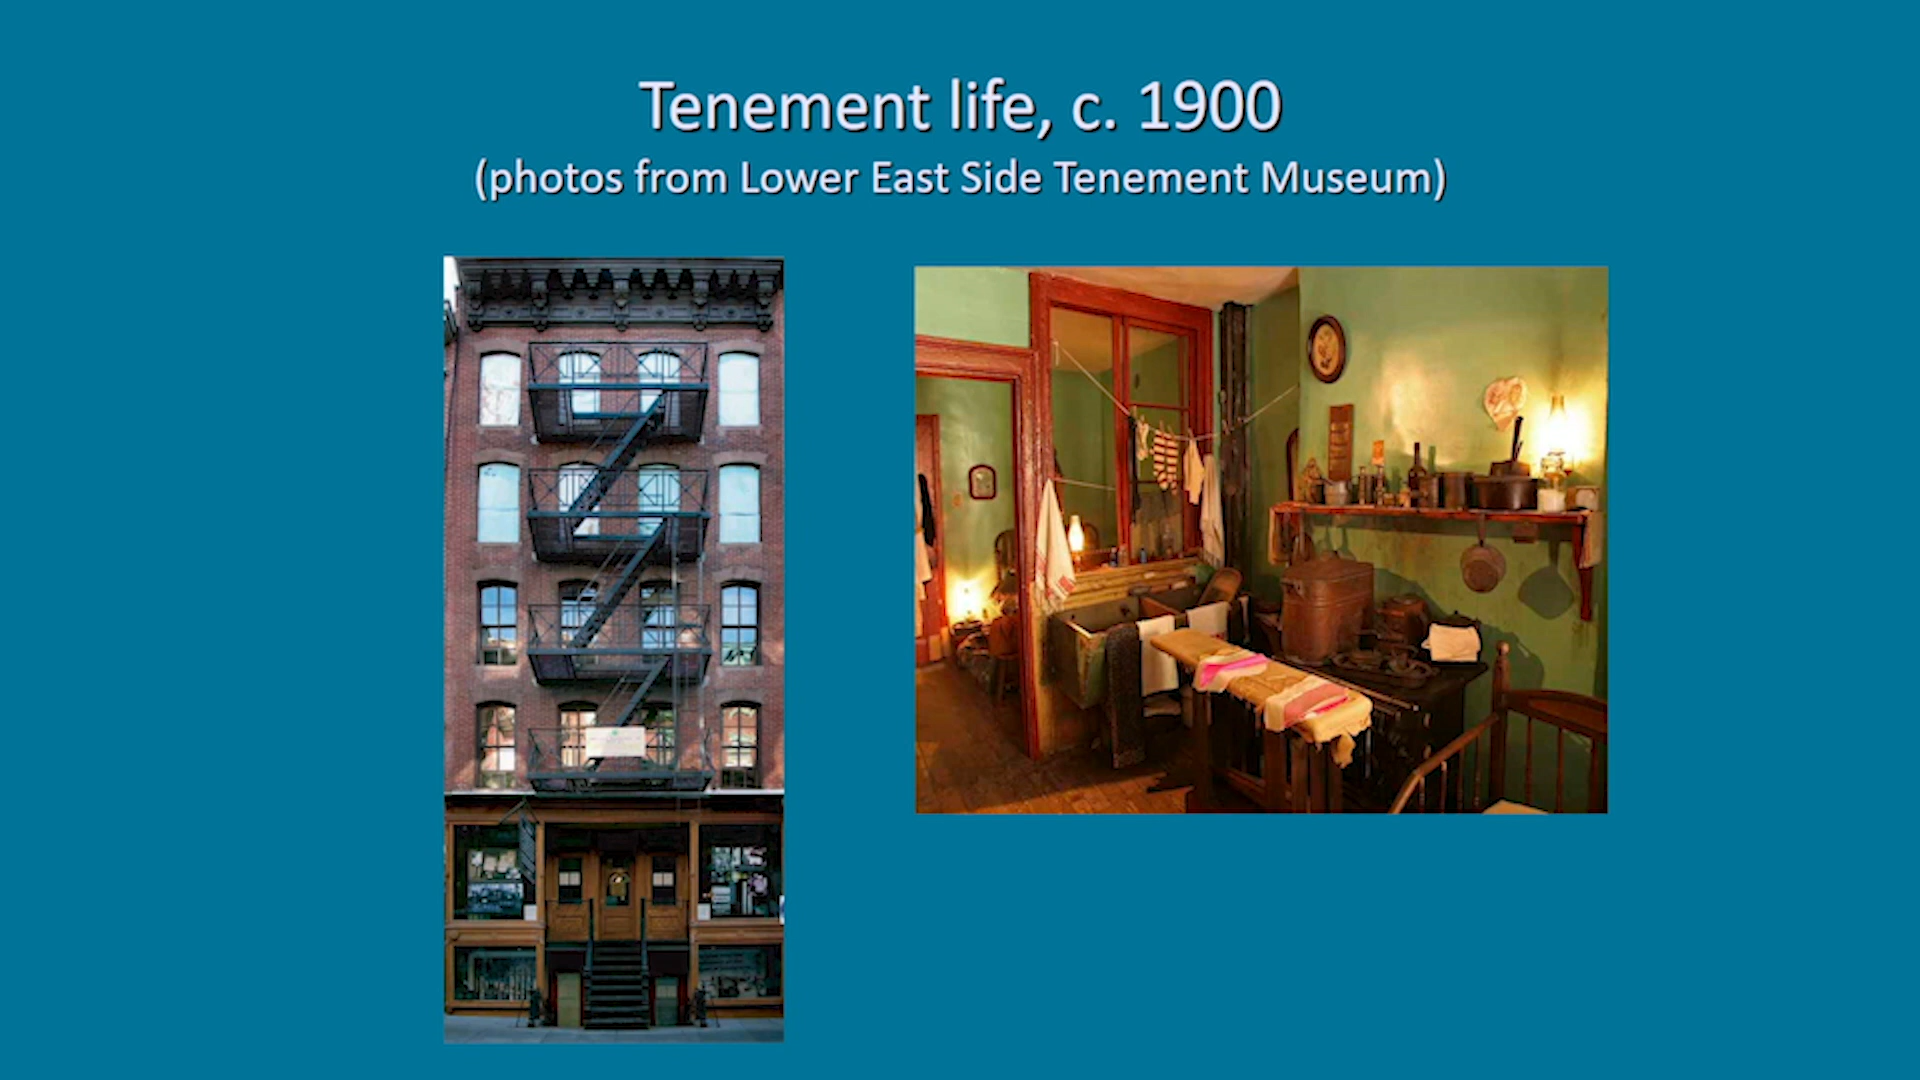 Tenement life, c. 1900
(photos from Lower East Side Tenement Museum)